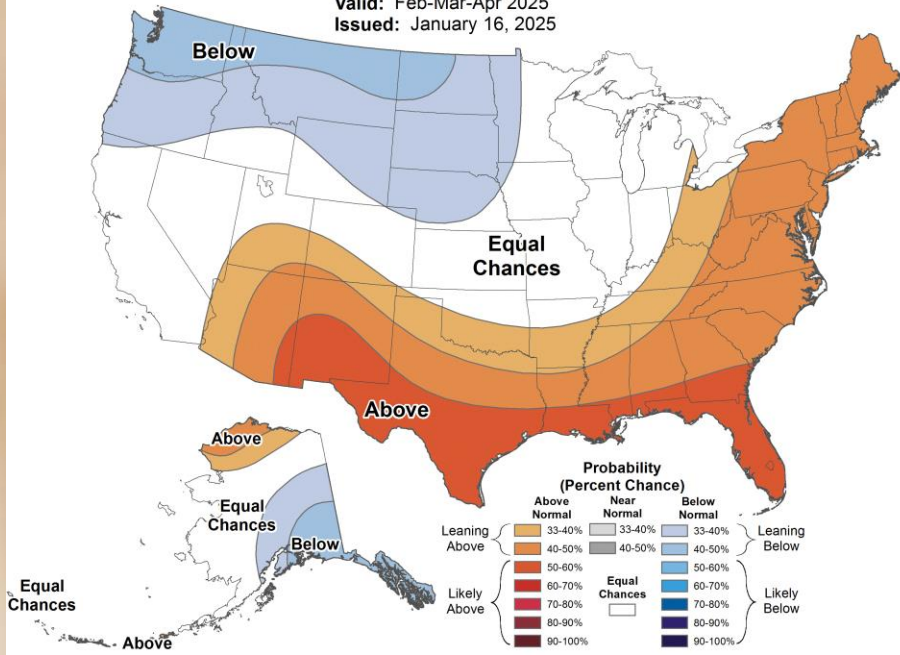 Valid: Feb-Mar-Apr 2025
Issued: January 16, 2025
Below
Equal
Chances
Above
Above
Equal
Chances
Below
Equal
Chances
Above
Probability
(Percent Chance)
Above
Normal
Near
Normal
Below
Normal
Leaning
Above
33-40%
33-40%
33-40%
Leaning
Below
40-50%
40-50%
40-50%
Likely
Above
50-60%
50-60%
Likely
Below
60-70%
Equal
Chances
60-70%
70-80%
70-80%
80-90%
80-90%
90-100%
90-100%